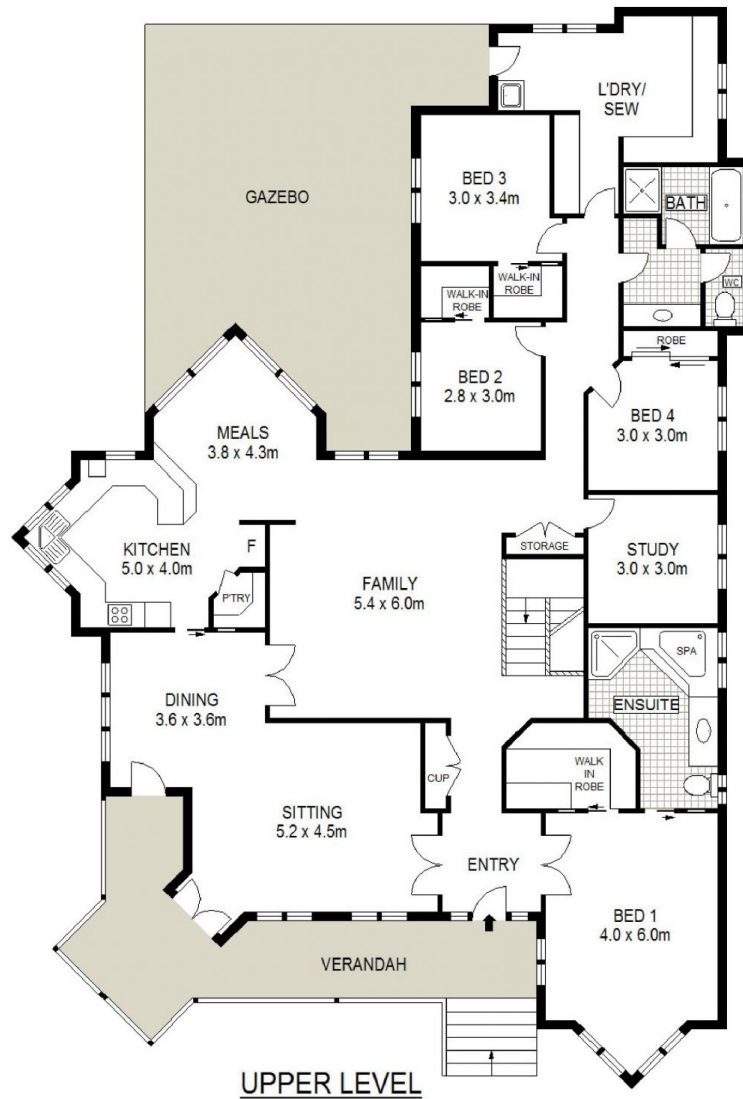 L'DRY/
SEW
BED 3
3.0 x 3.4m
GAZEBO
BATH
WALK-IN
ROBE
WALK-IN
ROBE
WC
ROBE
BED 2
2.8 x 3.0m
BED 4
3.0 x 3.0m
MEALS
3.8 x 4.3m
KITCHEN
5.0 x 4.0m
F
P'TRY
STORAGE
STUDY
3.0 x 3.0m
FAMILY
5.4 x 6.0m
SPA
ENSUITE
DINING
3.6 x 3.6m
CUP
WALK
IN
ROBE
SITTING
5.2 x 4.5m
ENTRY
BED 1
4.0 x 6.0m
VERANDAH
UPPER LEVEL